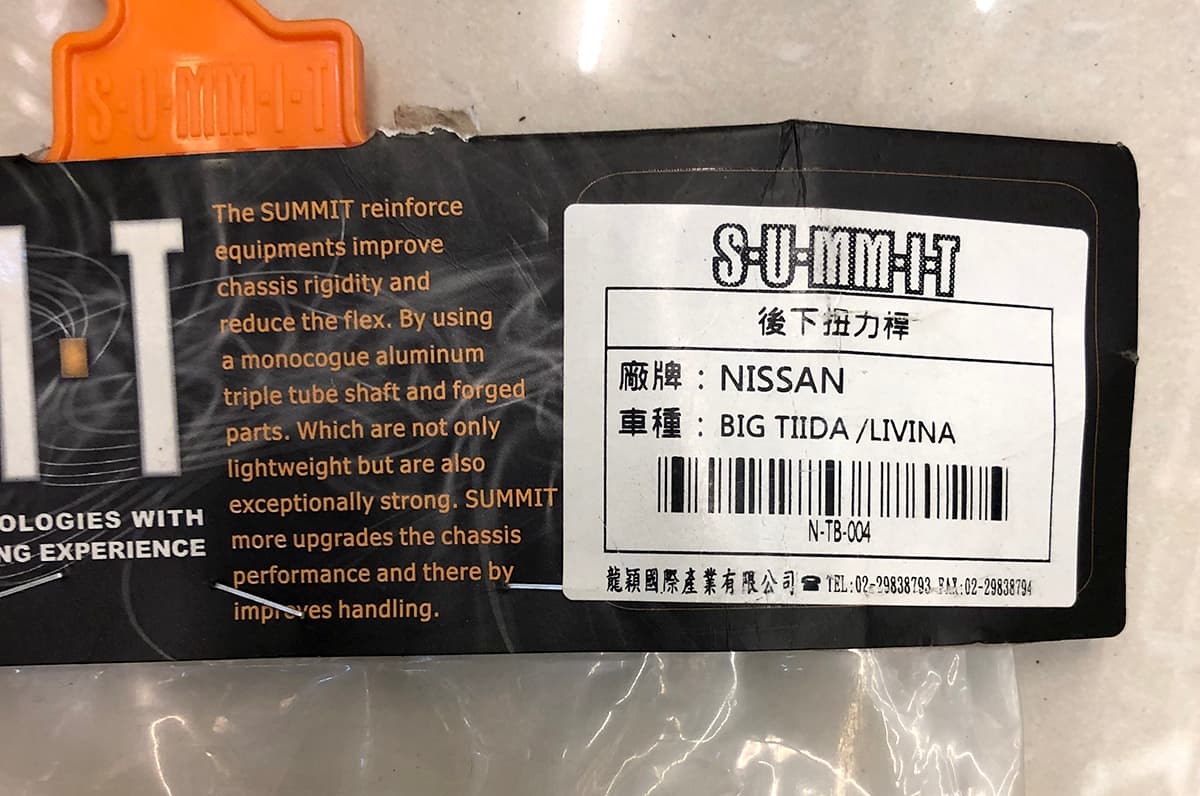 S·U·MM·I·T
I·T
OLOGIES WITH
NG EXPERIENCE
The SUMMIT reinforce
equipments improve
chassis rigidity and
reduce the flex. By using
a monocogue aluminum
triple tube shaft and forged
parts. Which are not only
lightweight but are also
exceptionally strong. SUMMIT
more upgrades the chassis
performance and there by
improves handling.
S·U·MM·I·T
後下扭力桿
廠牌：NISSAN
車種：BIG TIIDA /LIVINA
N-TB-004
龍穎國際產業有限公司 ☎ TEL:02-29838793 FAX:02-29838794